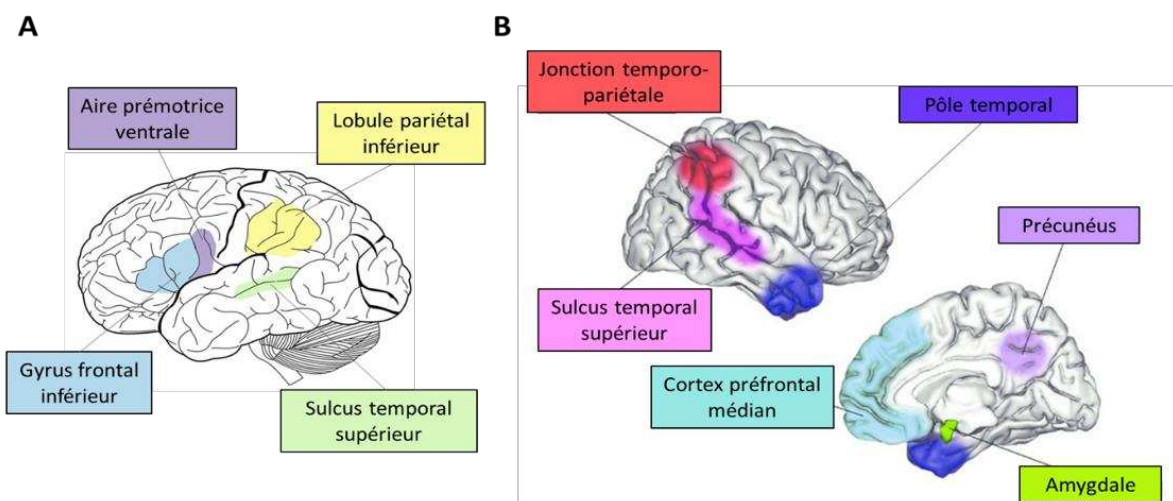 A
Aire prémotrice
ventrale
Lobule pariétal
inférieur
Gyrus frontal
inférieur
Sulcus temporal
supérieur
B
Jonction temporo-
pariétale
Pôle temporal
Précunéus
Sulcus temporal
supérieur
Cortex préfrontal
médian
Amygdale